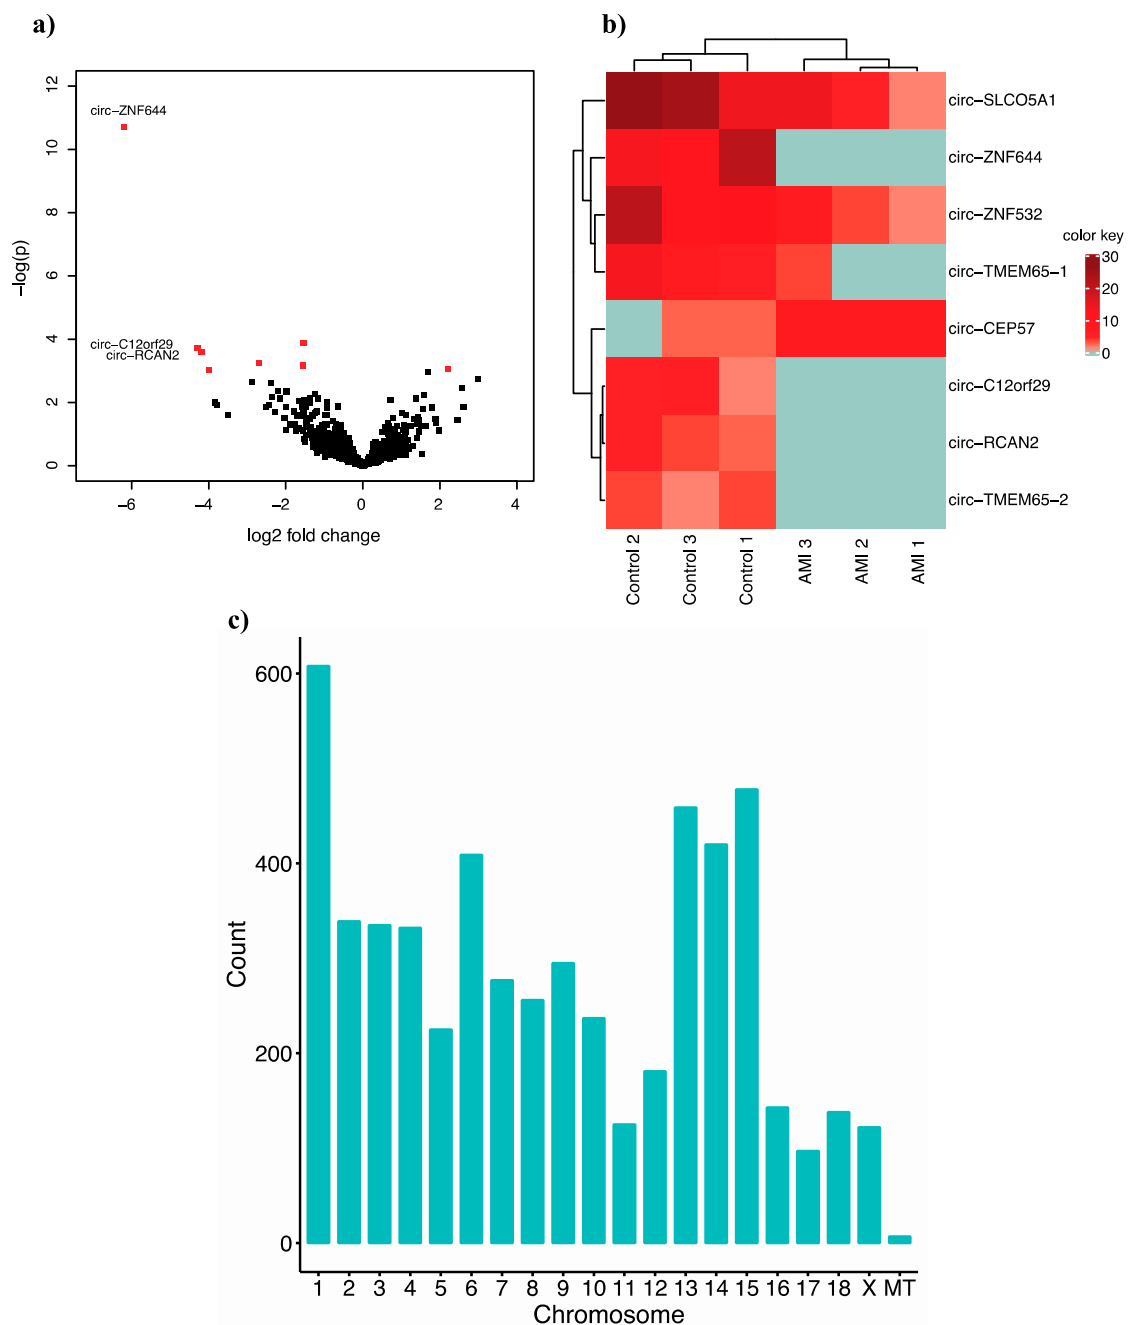 a)
12
10
8
6
4
2
0
−log(p)
circ−ZNF644
circ−C12orf29
circ−RCAN2
−6
−4
−2
0
2
4
log2 fold change
b)
circ−SLCO5A1
circ−ZNF644
circ−ZNF532
circ−TMEM65−1
circ−CEP57
circ−C12orf29
circ−RCAN2
circ−TMEM65−2
Control 2
Control 3
Control 1
AMI 3
AMI 2
AMI 1
color key
30
20
10
0
c)
600
400
200
0
Count
1 2 3 4 5 6 7 8 9 10 11 12 13 14 15 16 17 18 X MT
Chromosome